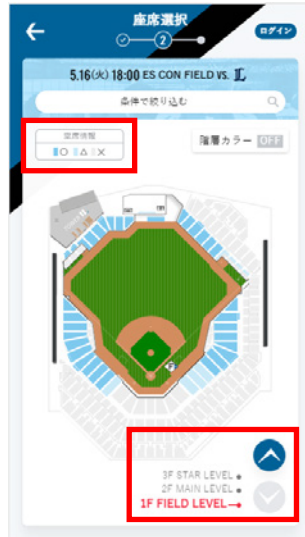 座席選択
2
ログイン
5.16(火) 18:00 ES CON FIELD VS. L
条件で絞り込む
空席情報
○ △ ×
階層カラー OFF
3F STAR LEVEL
2F MAIN LEVEL
1F FIELD LEVEL